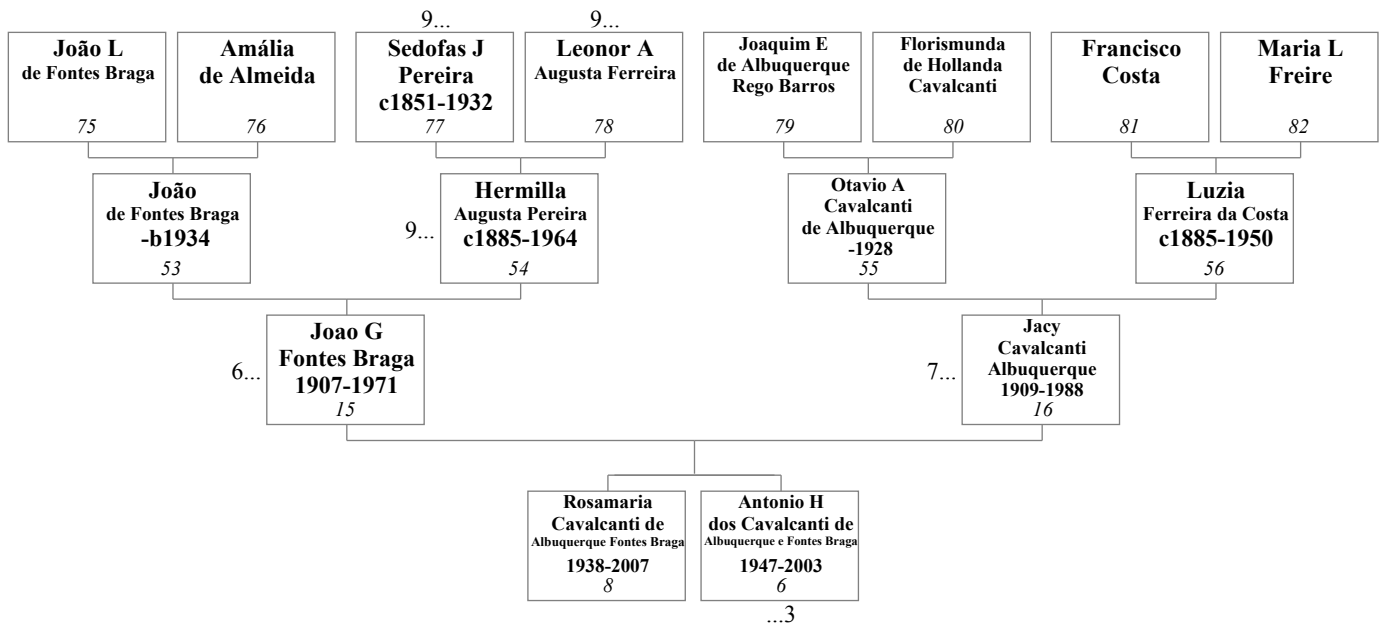 9...
9...
João L
de Fontes Braga
75
Amália
de Almeida
76
Sedofas J
Pereira
c1851-1932
77
Leonor A
Augusta Ferreira
78
Joaquim E
de Albuquerque
Rego Barros
79
Florismunda
de Hollanda
Cavalcanti
80
Francisco
Costa
81
Maria L
Freire
82
João
de Fontes Braga
-b1934
53
9...
Hermilla
Augusta Pereira
c1885-1964
54
Otavio A
Cavalcanti
de Albuquerque
-1928
55
Luzia
Ferreira da Costa
c1885-1950
56
6...
Joao G
Fontes Braga
1907-1971
15
7...
Jacy
Cavalcanti
Albuquerque
1909-1988
16
Rosamaria
Cavalcanti de
Albuquerque Fontes Braga
1938-2007
8
Antonio H
dos Cavalcanti de
Albuquerque e Fontes Braga
1947-2003
6
...3